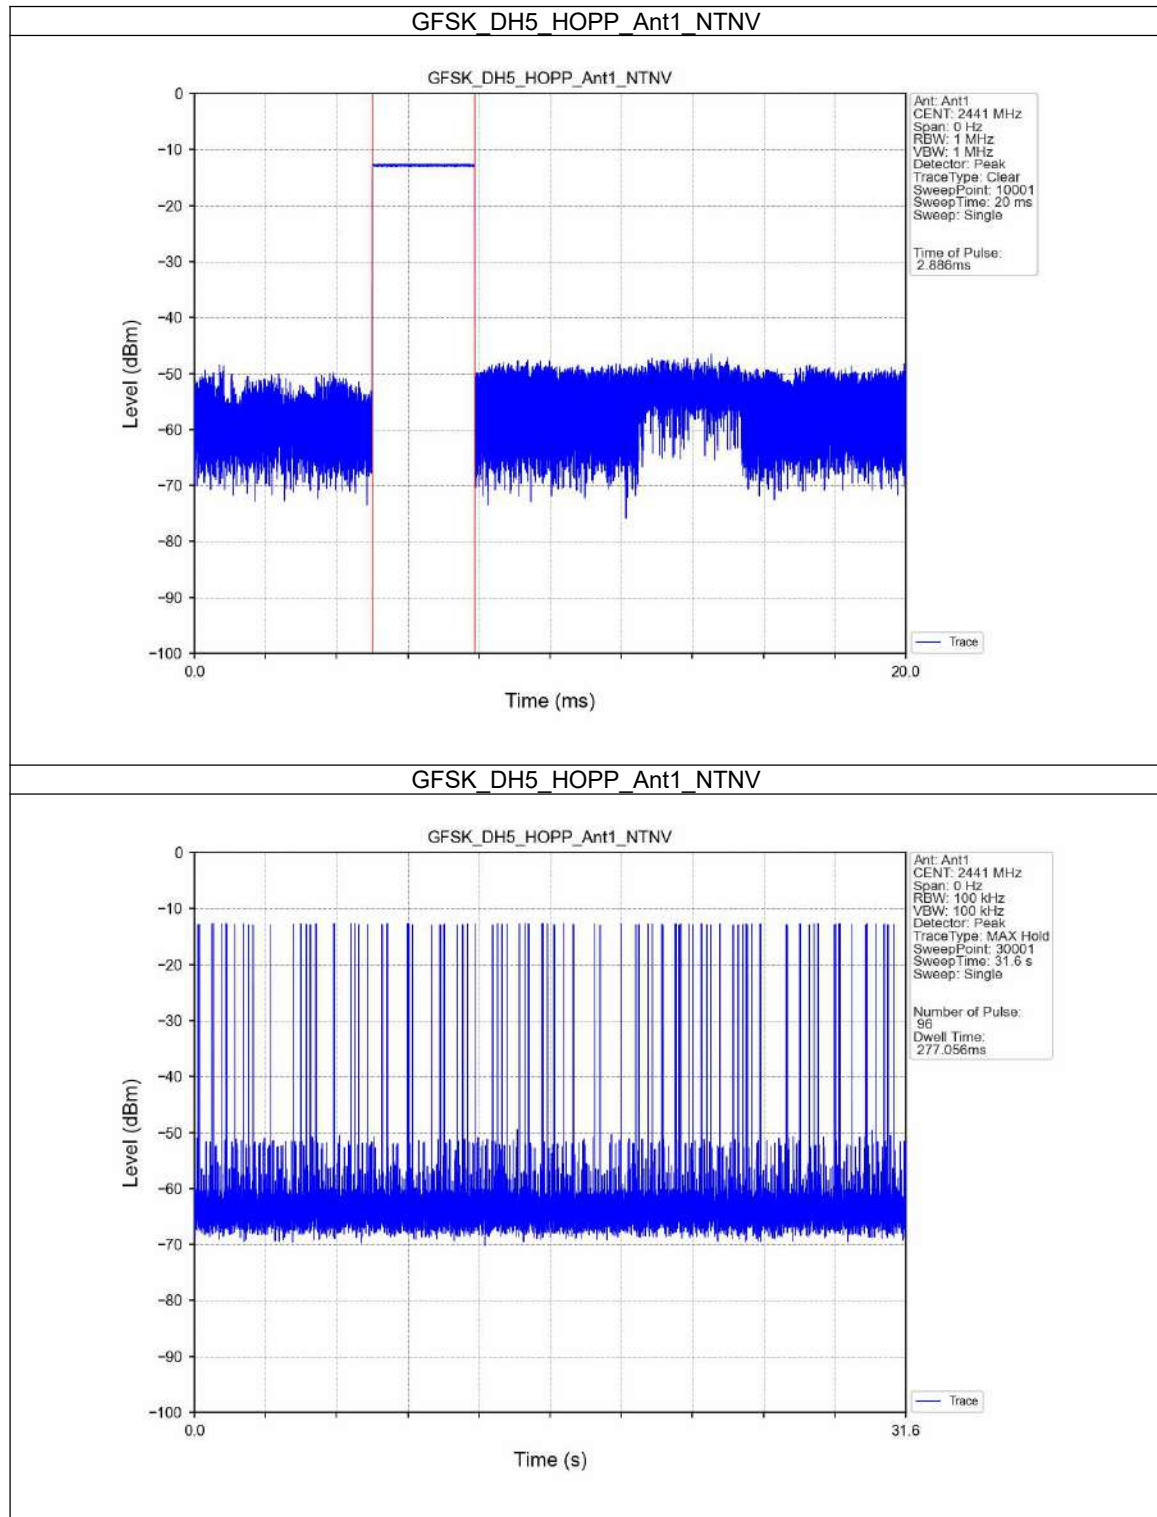 GFSK_DH5_HOPP_Ant1_NTNV
GFSK_DH5_HOPP_Ant1_NTNV
Ant: Ant1
CENT: 2441 MHz
Span: 0 Hz
RBW: 1 MHz
VBW: 1 MHz
Detector: Peak
TraceType: Clear
SweepPoint: 10001
SweepTime: 20 ms
Sweep: Single
Time of Pulse:
2.886ms
0
−10
−20
−30
−40
−50
−60
−70
−80
−90
−100
Level (dBm)
0.0
20.0
Time (ms)
Trace
GFSK_DH5_HOPP_Ant1_NTNV
GFSK_DH5_HOPP_Ant1_NTNV
Ant: Ant1
CENT: 2441 MHz
Span: 0 Hz
RBW: 100 kHz
VBW: 100 kHz
Detector: Peak
TraceType: MAX Hold
SweepPoint: 30001
SweepTime: 31.6 s
Sweep: Single
Number of Pulse:
96
Dwell Time:
277.056ms
0
−10
−20
−30
−40
−50
−60
−70
−80
−90
−100
Level (dBm)
0.0
31.6
Time (s)
Trace